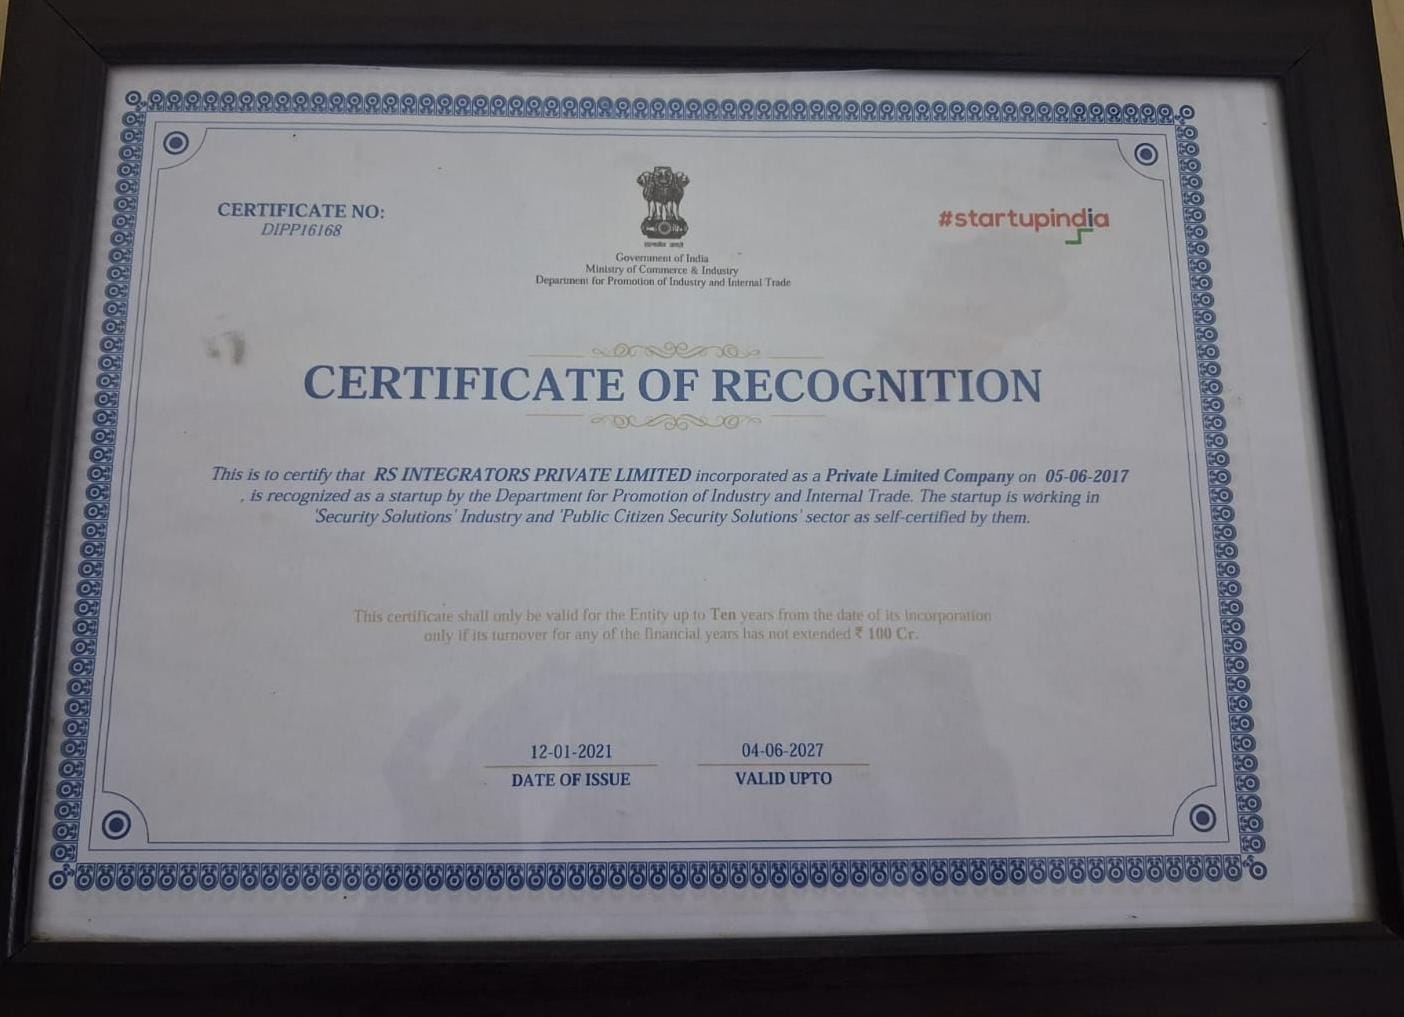 CERTIFICATE NO:
DIPP16168
#startupindia
सत्यमेव जयते
Government of India
Ministry of Commerce & Industry
Department for Promotion of Industry and Internal Trade
CERTIFICATE OF RECOGNITION
This is to certify that RS INTEGRATORS PRIVATE LIMITED incorporated as a Private Limited Company on 05-06-2017
, is recognized as a startup by the Department for Promotion of Industry and Internal Trade. The startup is working in
'Security Solutions' Industry and 'Public Citizen Security Solutions' sector as self-certified by them.
This certificate shall only be valid for the Entity up to Ten years from the date of its incorporation
only if its turnover for any of the financial years has not extended ₹ 100 Cr.
12-01-2021
DATE OF ISSUE
04-06-2027
VALID UPTO